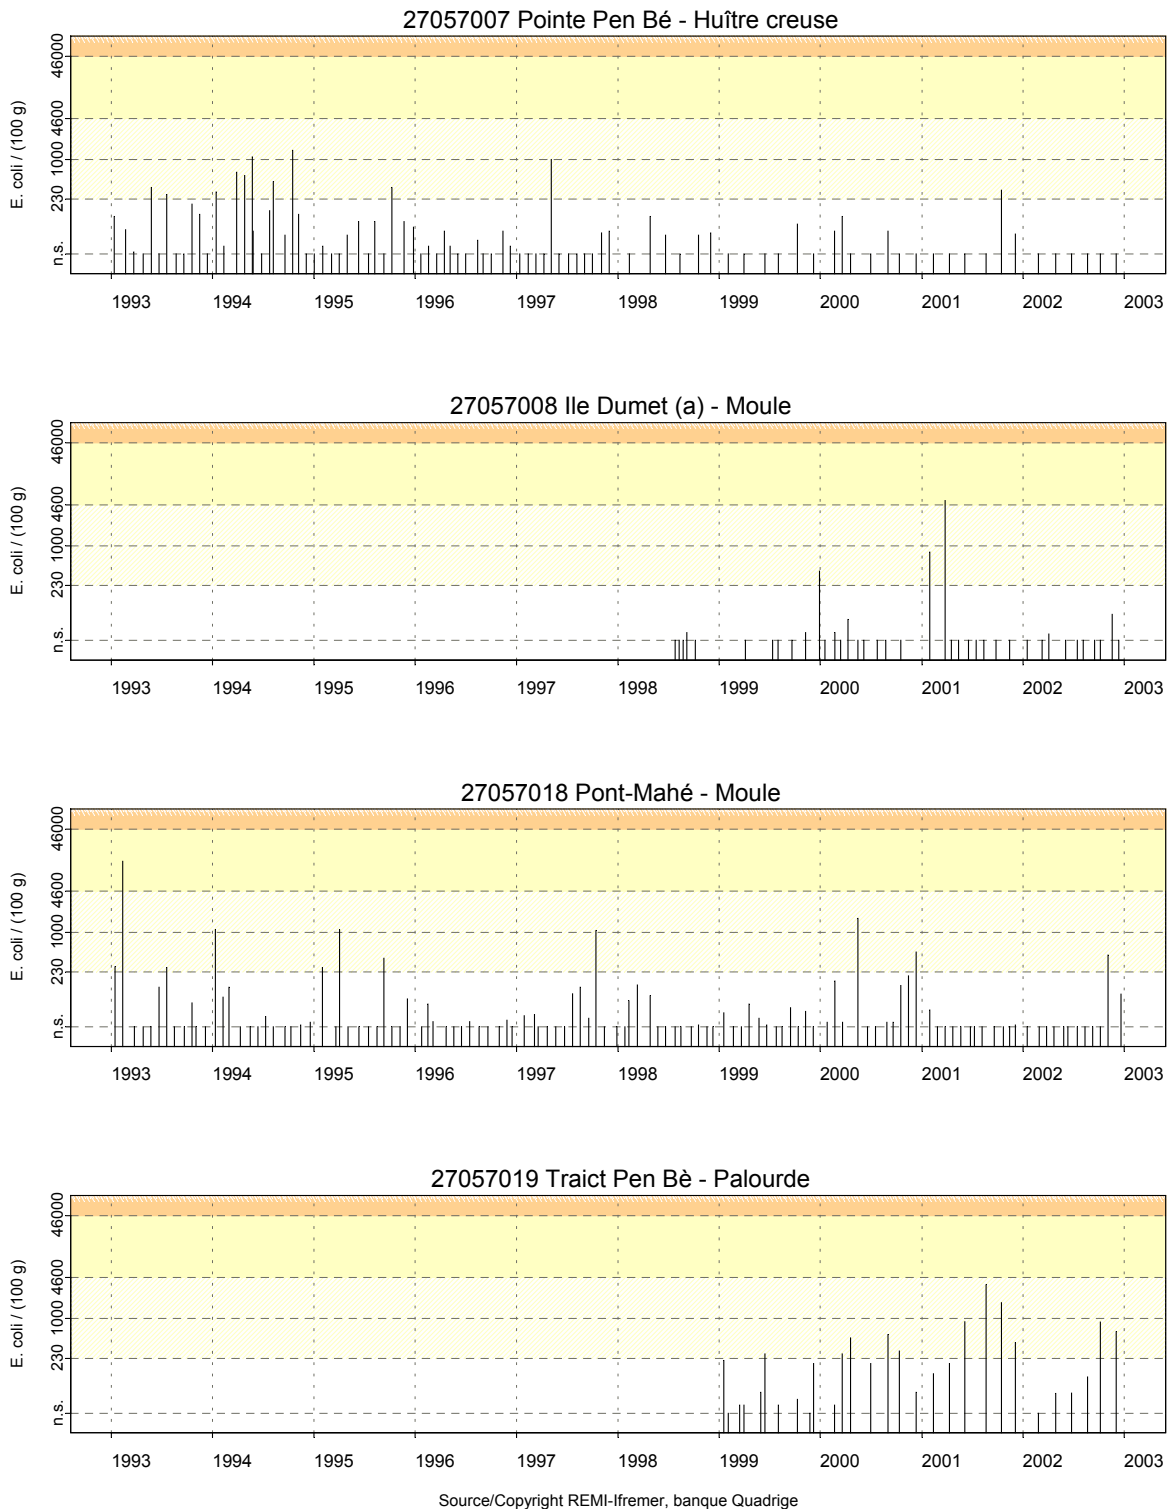 27057007 Pointe Pen Bé - Huître creuse
E. coli / (100 g)
46000
4600
1000
230
n.s.
1993 1994 1995 1996 1997 1998 1999 2000 2001 2002 2003
27057008 Ile Dumet (a) - Moule
E. coli / (100 g)
46000
4600
1000
230
n.s.
1993 1994 1995 1996 1997 1998 1999 2000 2001 2002 2003
27057018 Pont-Mahé - Moule
E. coli / (100 g)
46000
4600
1000
230
n.s.
1993 1994 1995 1996 1997 1998 1999 2000 2001 2002 2003
27057019 Traict Pen Bè - Palourde
E. coli / (100 g)
46000
4600
1000
230
n.s.
1993 1994 1995 1996 1997 1998 1999 2000 2001 2002 2003
Source/Copyright REMI-Ifremer, banque Quadrige